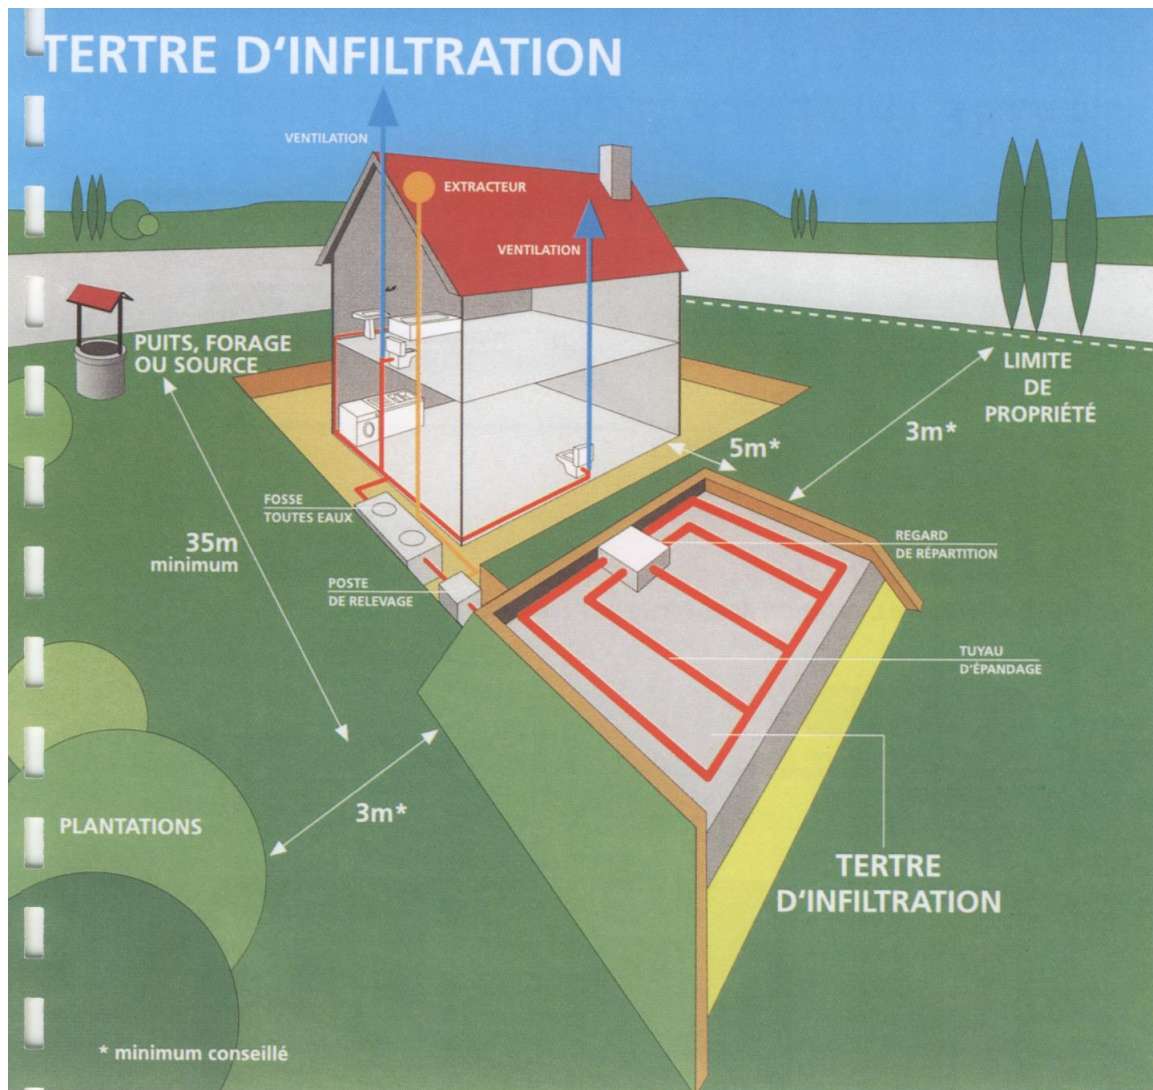 TERTRE D'INFILTRATION
VENTILATION
EXTRACTEUR
VENTILATION
PUITS, FORAGE
OU SOURCE
LIMITE
DE
PROPRIÉTÉ
3m*
5m*
FOSSE
TOUTES EAUX
35m
minimum
REGARD
DE RÉPARTITION
POSTE
DE RELEVAGE
TUYAU
D'ÉPANDAGE
3m*
PLANTATIONS
TERTRE
D'INFILTRATION
* minimum conseillé